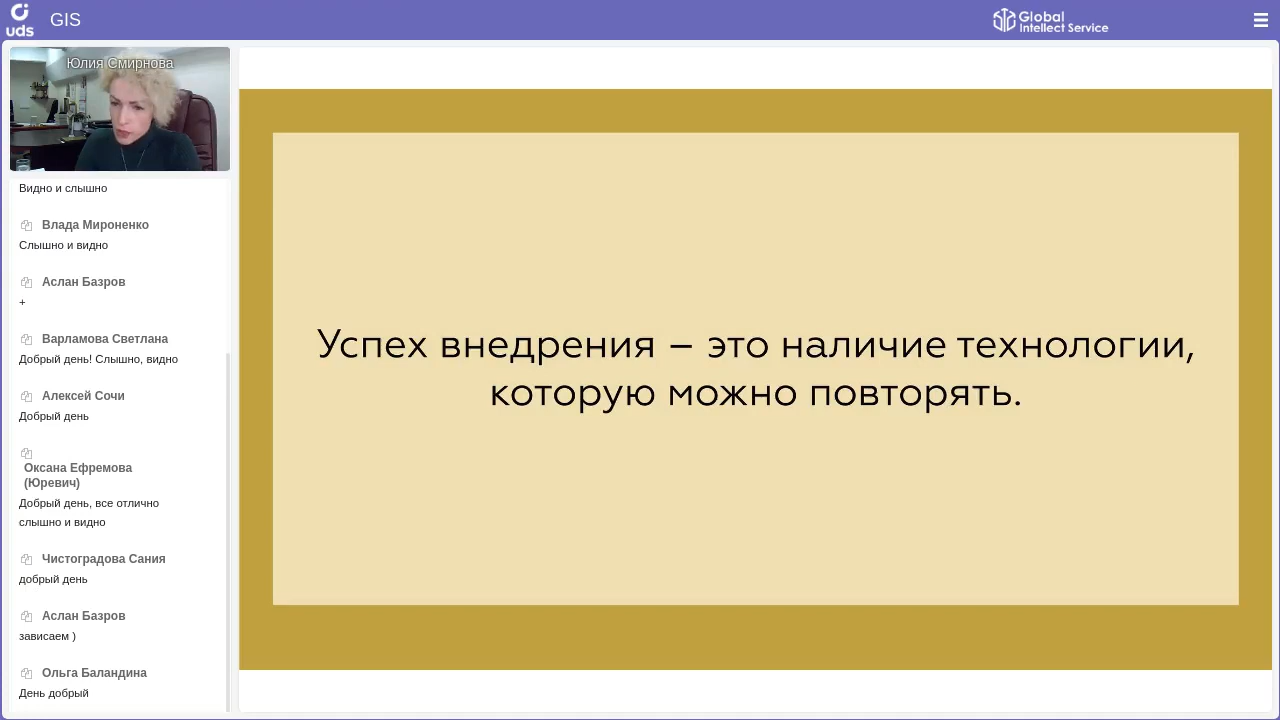 uds
GIS
Global
Intellect Service
Юлия Смирнова
Видно и слышно
Влада Мироненко
Слышно и видно
Аслан Базров
+
Варламова Светлана
Добрый день! Слышно, видно
Алексей Сочи
Добрый день
Оксана Ефремова
(Юревич)
Добрый день, все отлично
слышно и видно
Чистоградова Сания
добрый день
Аслан Базров
зависаем )
Ольга Баландина
День добрый
Успех внедрения – это наличие технологии,
которую можно повторять.